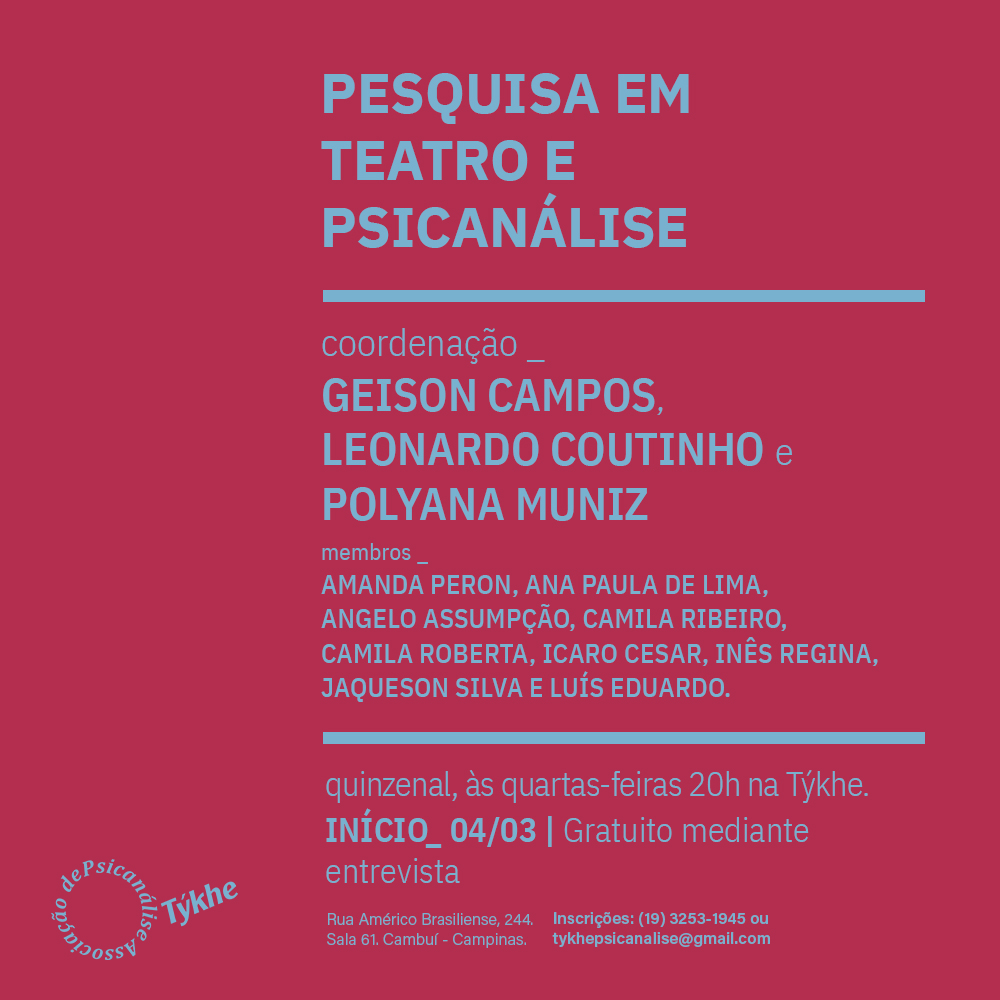 PESQUISA EM
TEATRO E
PSICANÁLISE
coordenação _
GEISON CAMPOS,
LEONARDO COUTINHO e
POLYANA MUNIZ
membros _
AMANDA PERON, ANA PAULA DE LIMA,
ANGELO ASSUMPÇÃO, CAMILA RIBEIRO,
CAMILA ROBERTA, ICARO CESAR, INÊS REGINA,
JAQUESON SILVA E LUÍS EDUARDO.
quinzenal, às quartas-feiras 20h na Týkhe.
INÍCIO_ 04/03 | Gratuito mediante
entrevista
Rua Américo Brasiliense, 244.
Sala 61. Cambuí - Campinas.
Inscrições: (19) 3253-1945 ou
tykhepsicanalise@gmail.com
Associação de Psicanálise
Týkhe